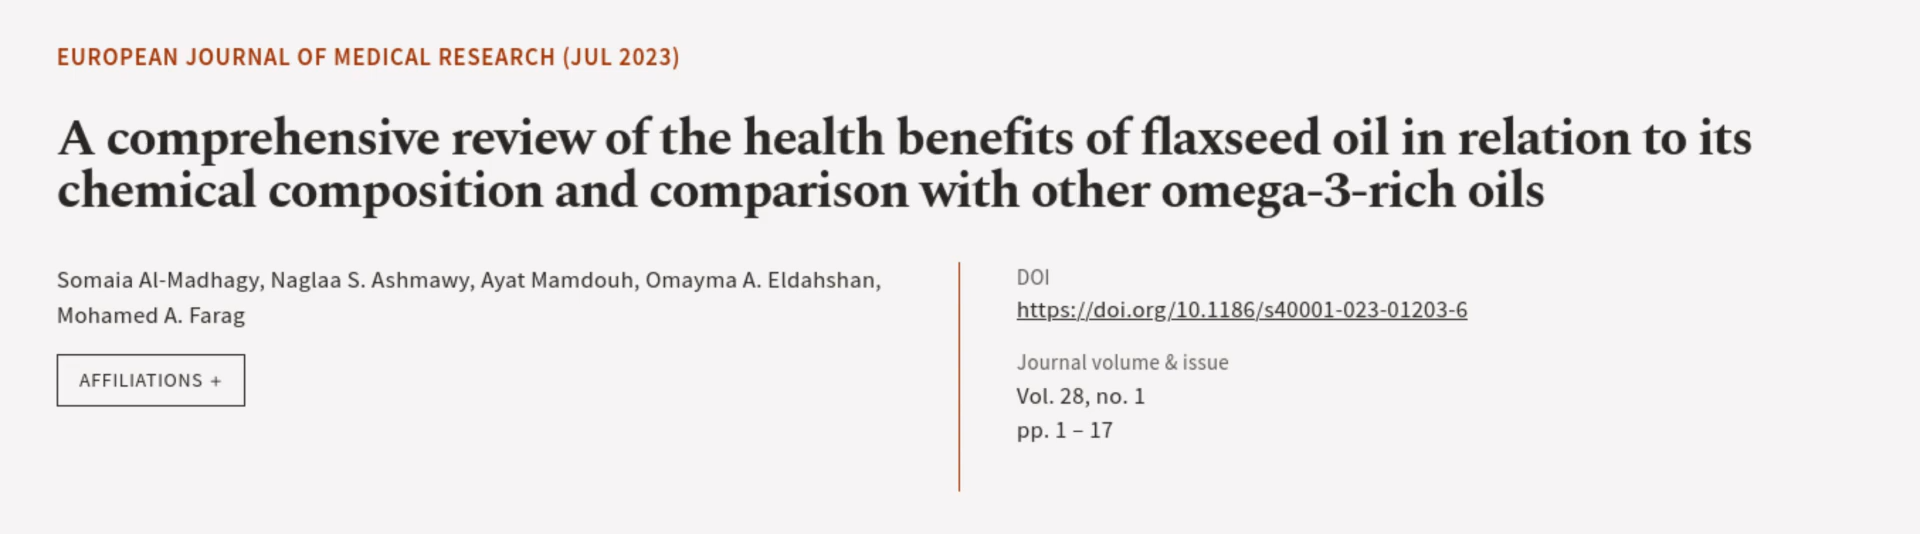 EUROPEAN JOURNAL OF MEDICAL RESEARCH (JUL 2023)
A comprehensive review of the health benefits of flaxseed oil in relation to its
chemical composition and comparison with other omega-3-rich oils
Somaia Al-Madhagy, Naglaa S. Ashmawy, Ayat Mamdouh, Omayma A. Eldahshan,
Mohamed A. Farag
AFFILIATIONS +
DOI
https://doi.org/10.1186/s40001-023-01203-6
Journal volume & issue
Vol. 28, no. 1
pp. 1 – 17